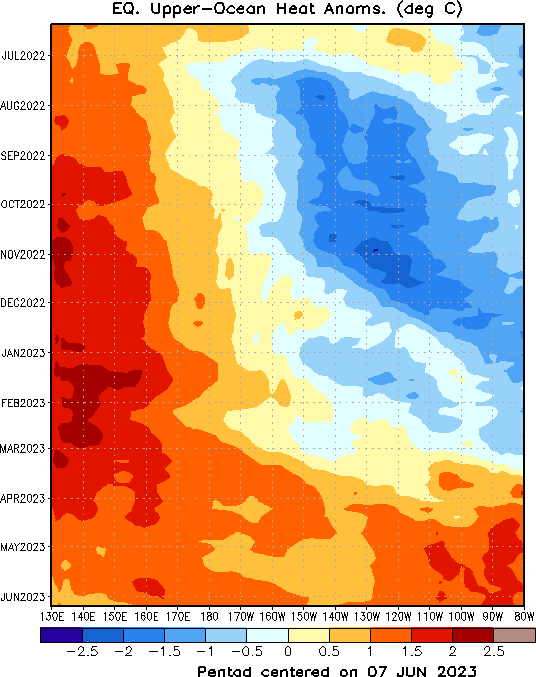 EQ. Upper-Ocean Heat Anoms. (deg C)
JUL2022
AUG2022
SEP2022
OCT2022
NOV2022
DEC2022
JAN2023
FEB2023
MAR2023
APR2023
MAY2023
JUN2023
130E 140E 150E 160E 170E 180 170W 160W 150W 140W 130W 120W 110W 100W 90W 80W
-2.5 -2 -1.5 -1 -0.5 0 0.5 1 1.5 2 2.5
Pentad centered on 07 JUN 2023